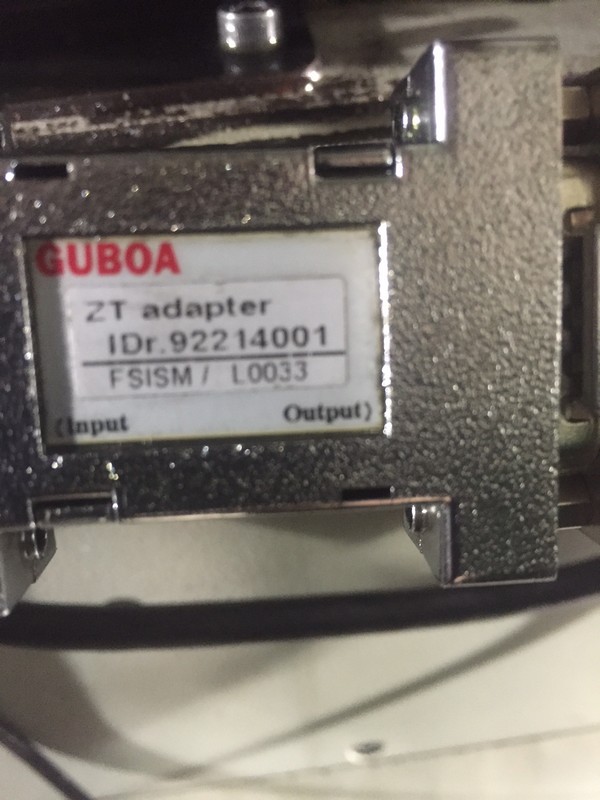 GUBOA
ZT adapter
IDr.92214001
FSISM / L0033
⟨Input Output⟩